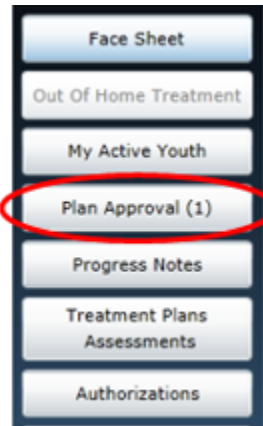 Face Sheet
Out Of Home Treatment
My Active Youth
Plan Approval (1)
Progress Notes
Treatment Plans
Assessments
Authorizations